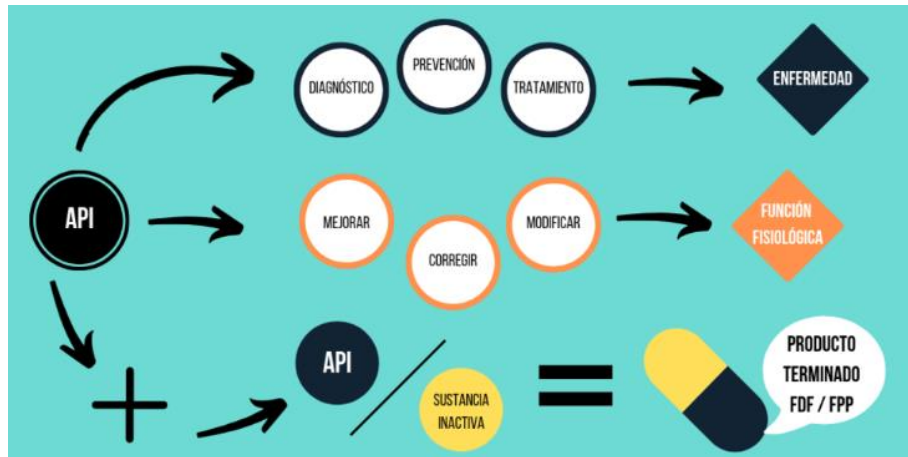 API
DIAGNÓSTICO
PREVENCIÓN
TRATAMIENTO
ENFERMEDAD
MEJORAR
CORREGIR
MODIFICAR
FUNCIÓN
FISIOLÓGICA
API
SUSTANCIA
INACTIVA
PRODUCTO
TERMINADO
FDF / FPP